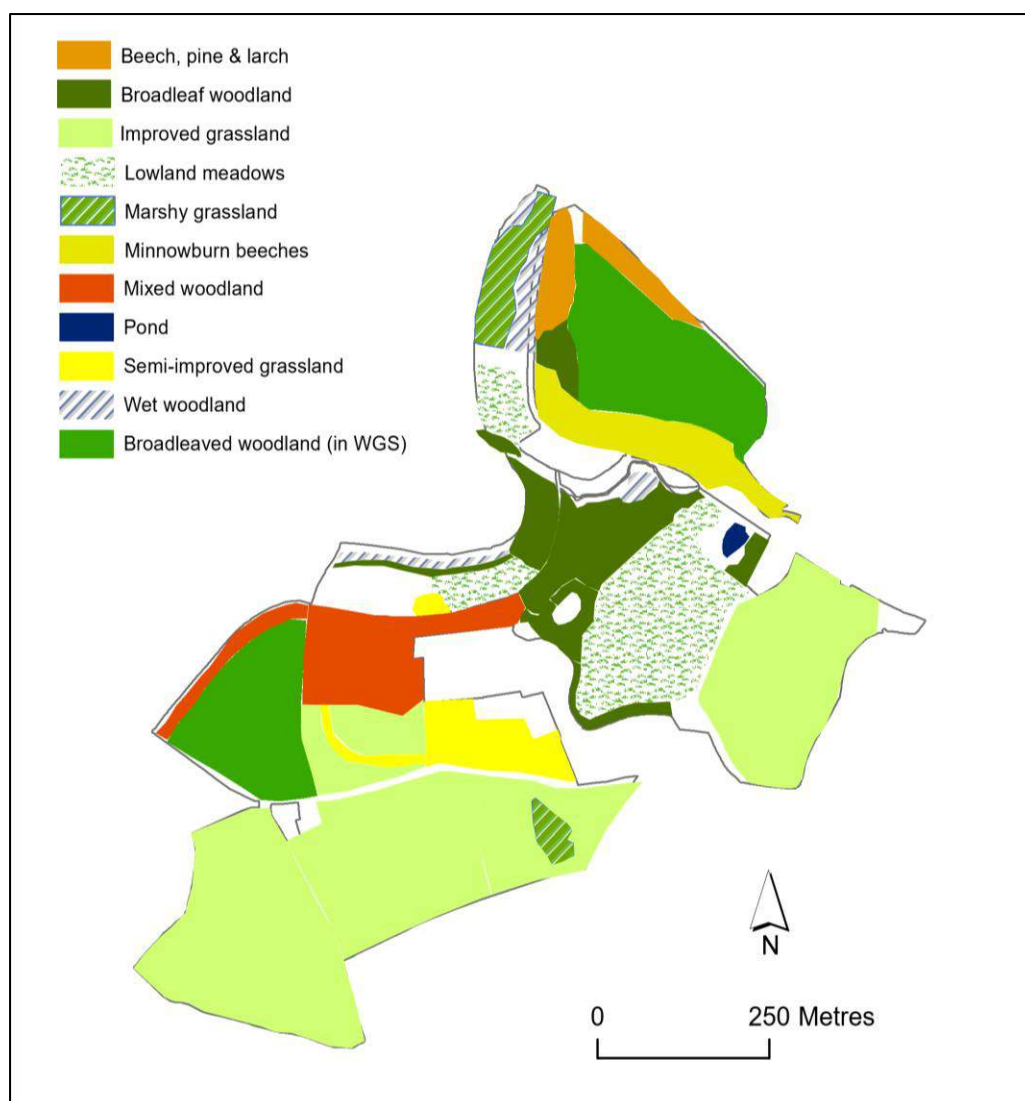 Beech, pine & larch
Broadleaf woodland
Improved grassland
Lowland meadows
Marshy grassland
Minnowburn beeches
Mixed woodland
Pond
Semi-improved grassland
Wet woodland
Broadleaved woodland (in WGS)
N
0 250 Metres